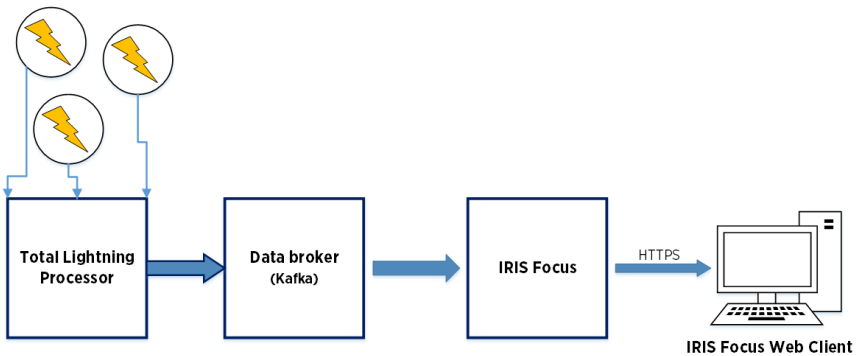 Total Lightning
Processor
Data broker
(Kafka)
IRIS Focus
HTTPS
IRIS Focus Web Client